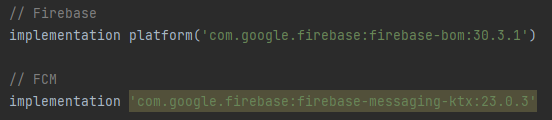 // Firebase
implementation platform('com.google.firebase:firebase-bom:30.3.1')
// FCM
implementation 'com.google.firebase:firebase-messaging-ktx:23.0.3'